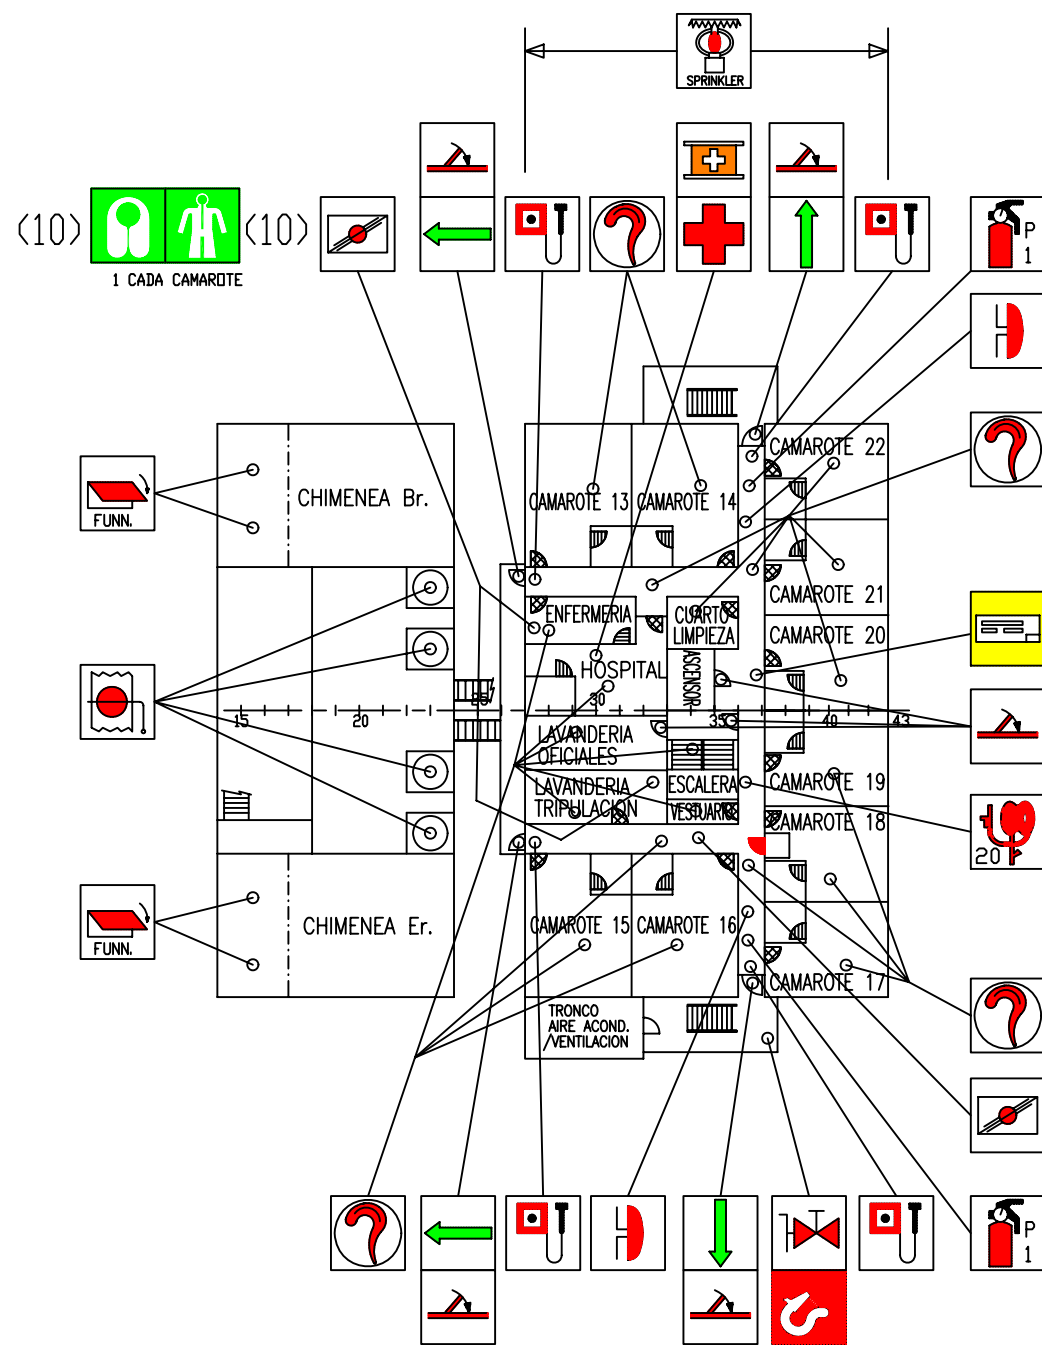 SPRINKLER
(10)
(10)
1 CADA CAMAROTE
P
1
CAMAROTE 22
FUNN.
CHIMENEA Br.
CAMAROTE 13
CAMAROTE 14
CAMAROTE 21
ENFERMERIA
CUARTO
LIMPIEZA
CAMAROTE 20
HOSPITAL
ASCENSOR
15
20
25
30
35
40
43
LAVANDERIA
OFICIALES
LAVANDERIA
TRIPULACION
ESCALERA
VESTUARIO
CAMAROTE 19
CAMAROTE 18
20
FUNN.
CHIMENEA Er.
CAMAROTE 15
CAMAROTE 16
CAMAROTE 17
TRONCO
AIRE ACOND.
/VENTILACION
P
1